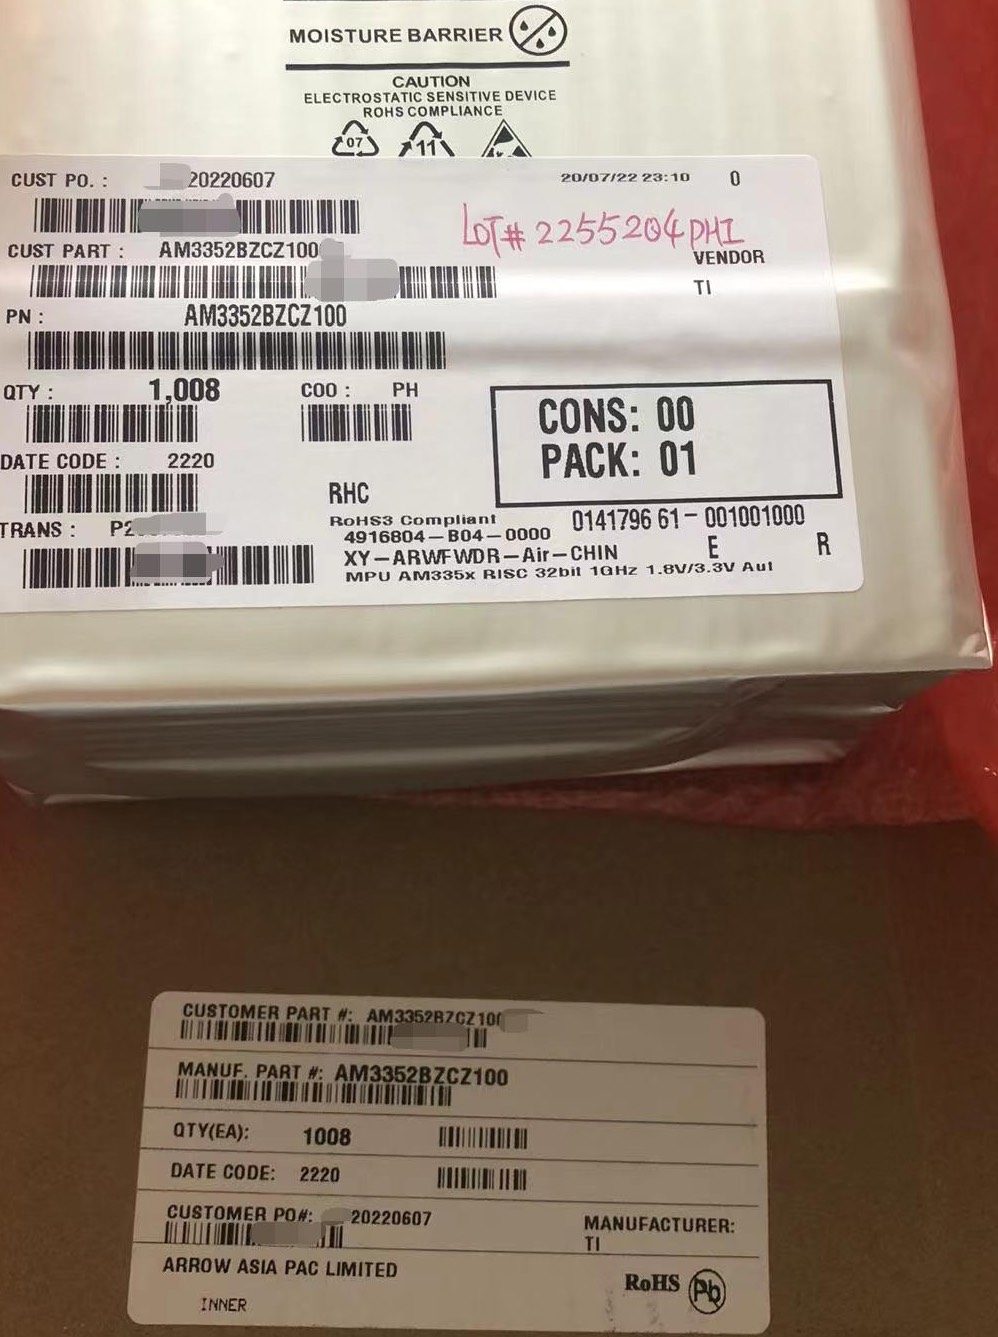 MOISTURE BARRIER
CAUTION
ELECTROSTATIC SENSITIVE DEVICE
ROHS COMPLIANCE
07 11
CUST PO. : 20220607
20/07/22 23:10 0
LOT# 2255204PHI
CUST PART : AM3352BZCZ100
VENDOR
TI
PN : AM3352BZCZ100
QTY : 1,008
COO : PH
CONS: 00
PACK: 01
DATE CODE : 2220
RHC
TRANS : P2
RoHS3 Compliant
0141796 61-001001000
4916804-B04-0000
XY-ARWFWDR-Air-CHIN
E R
MPU AM335x RISC 32bit 1GHz 1.8V/3.3V Aut
CUSTOMER PART #: AM3352BZCZ100
MANUF. PART #: AM3352BZCZ100
QTY(EA): 1008
DATE CODE: 2220
CUSTOMER PO#: 20220607
MANUFACTURER:
TI
ARROW ASIA PAC LIMITED
RoHS Pb
INNER